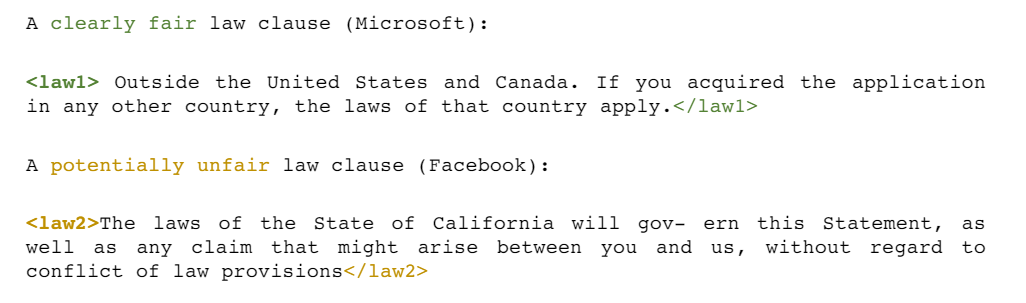 A clearly fair law clause (Microsoft):
<law1> Outside the United States and Canada. If you acquired the application
in any other country, the laws of that country apply.</law1>
A potentially unfair law clause (Facebook):
<law2>The laws of the State of California will gov- ern this Statement, as
well as any claim that might arise between you and us, without regard to
conflict of law provisions</law2>